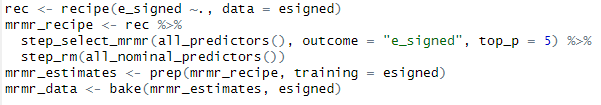 rec <- recipe(e_signed ~., data = esigned)
mrmr_recipe <- rec %>%
  step_select_mrmr(all_predictors(), outcome = "e_signed", top_p = 5) %>%
  step_rm(all_nominal_predictors())
mrmr_estimates <- prep(mrmr_recipe, training = esigned)
mrmr_data <- bake(mrmr_estimates, esigned)